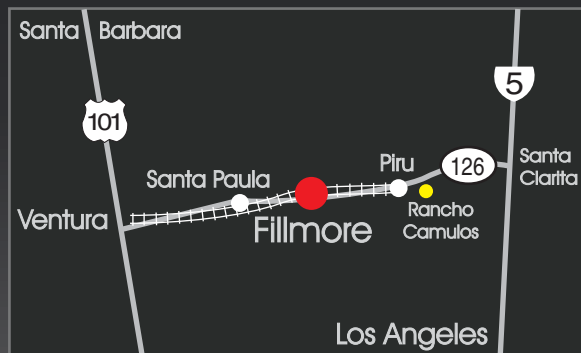 Santa Barbara
5
101
Piru
126
Santa
Clarita
Santa Paula
Rancho
Camulos
Ventura
Fillmore
Los Angeles